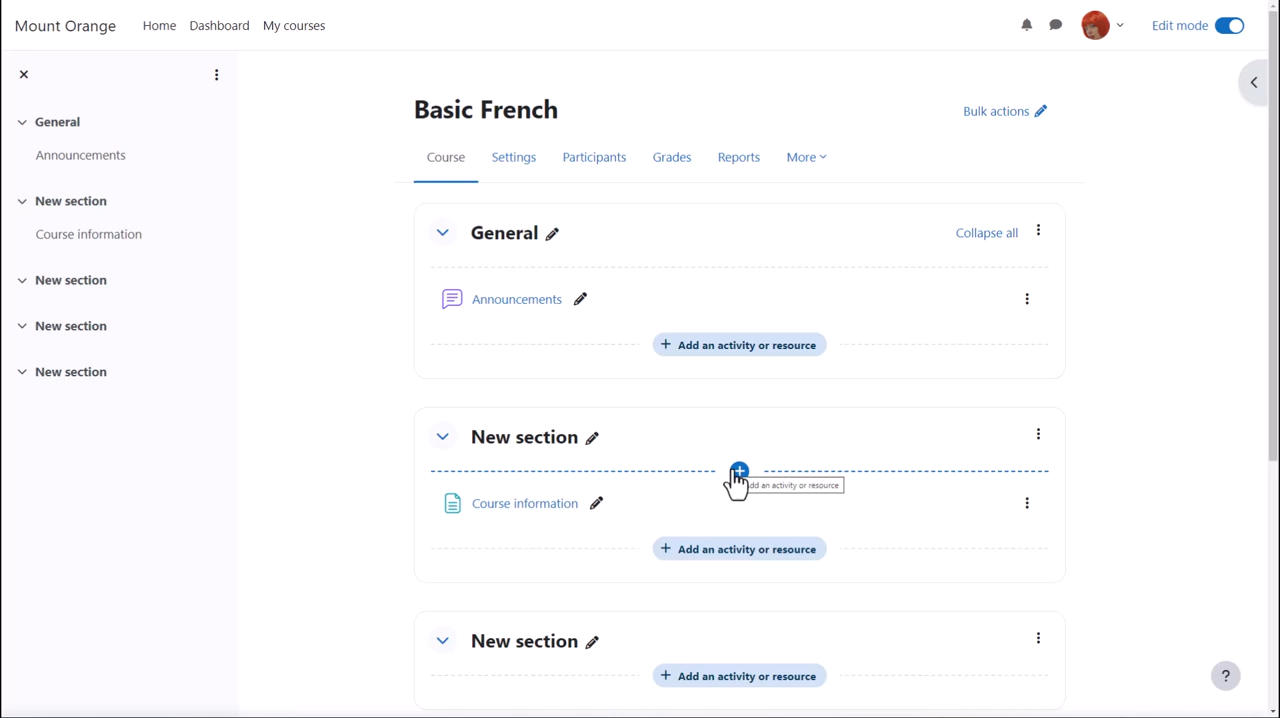 Mount Orange Home Dashboard My courses Edit mode
General
Announcements
New section
Course information
New section
New section
New section
Basic French
Bulk actions
Course Settings Participants Grades Reports More
General Collapse all
Announcements
+ Add an activity or resource
New section
dd an activity or resource
Course information
+ Add an activity or resource
New section
+ Add an activity or resource
?